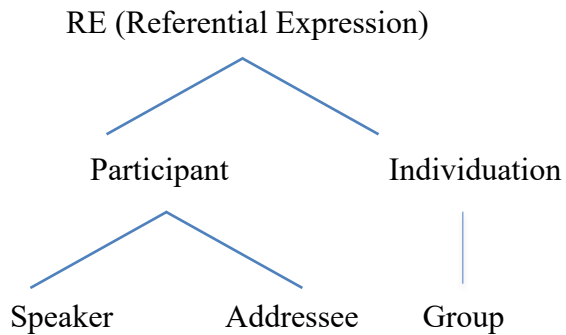 RE (Referential Expression)
Participant Individuation
Speaker Addressee Group